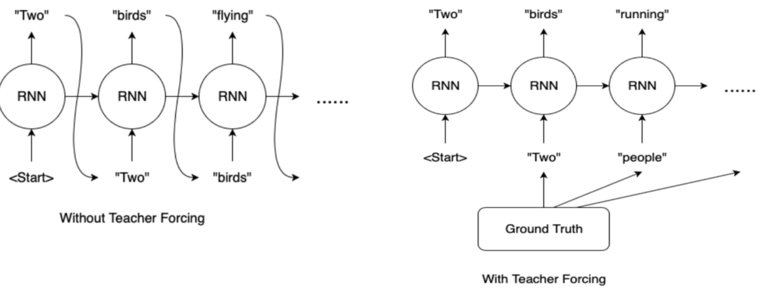 "Two" "birds" "flying"
RNN RNN RNN ......
<Start> "Two" "birds"
Without Teacher Forcing
"Two" "birds" "running"
RNN RNN RNN ......
<Start> "Two" "people"
Ground Truth
With Teacher Forcing